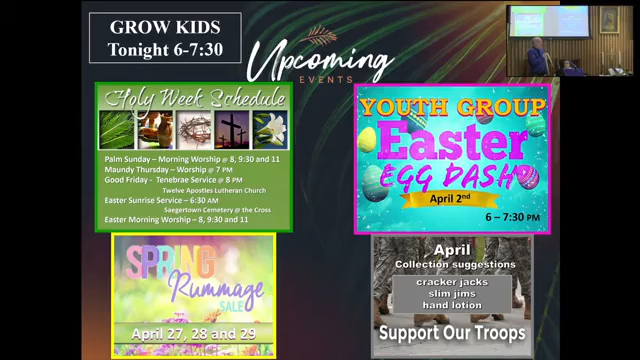 GROW KIDS
Tonight 6-7:30
Upcoming
EVENTS
Holy Week Schedule
Palm Sunday – Morning Worship @ 8, 9:30 and 11
Maundy Thursday – Worship @ 7 PM
Good Friday - Tenebrae Service @ 8 PM
Twelve Apostles Lutheran Church
Easter Sunrise Service – 6:30 AM
Saegertown Cemetery @ the Cross
Easter Morning Worship – 8, 9:30 and 11
YOUTH GROUP
Easter
EGG DASH
April 2nd
6 – 7:30 PM
SPRING
Rummage
SALE
April 27, 28 and 29
April
Collection suggestions
cracker jacks
slim jims
hand lotion
Support Our Troops